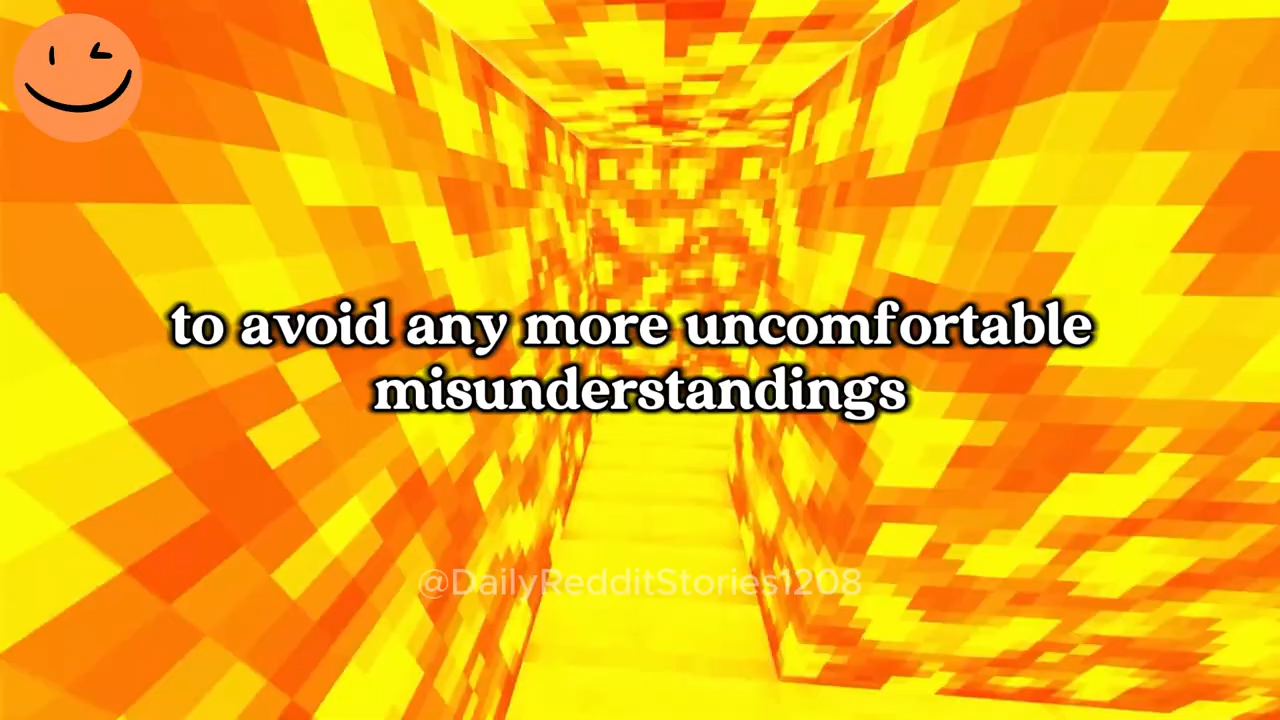 to avoid any more uncomfortable
misunderstandings
@DailyRedditStories1208